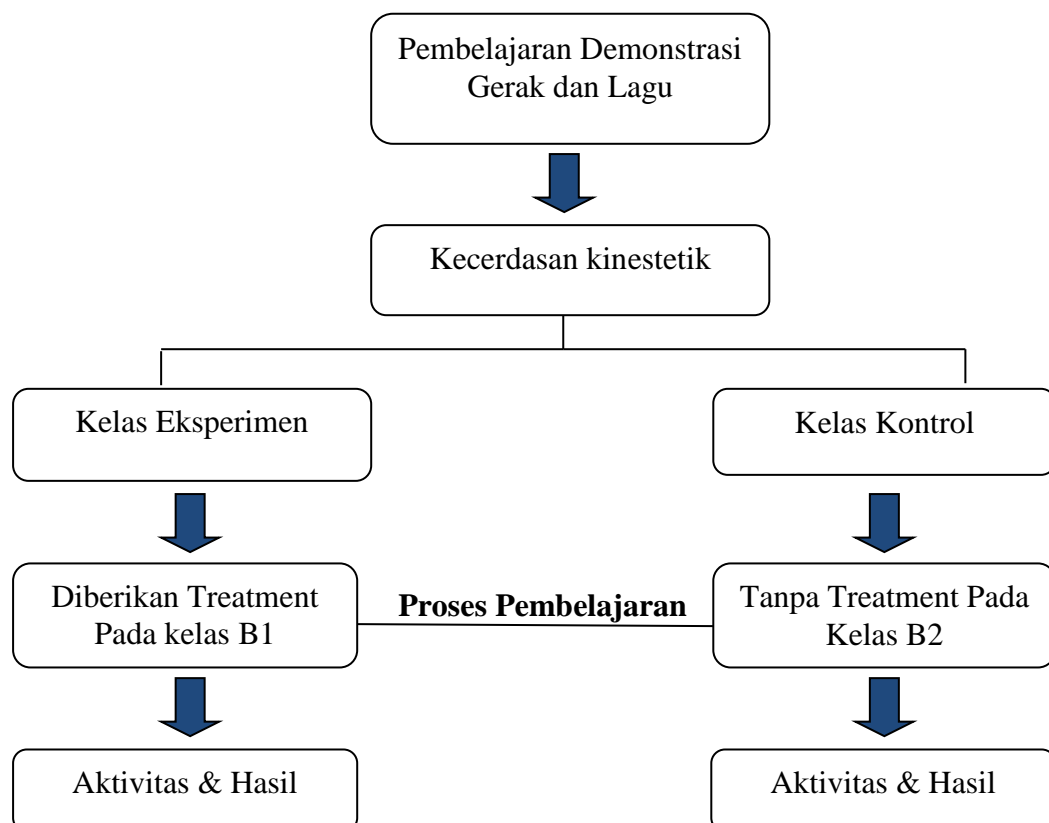 Pembelajaran Demonstrasi
Gerak dan Lagu
Kecerdasan kinestetik
Kelas Eksperimen
Kelas Kontrol
Diberikan Treatment
Pada kelas B1
Proses Pembelajaran
Tanpa Treatment Pada
Kelas B2
Aktivitas & Hasil
Aktivitas & Hasil